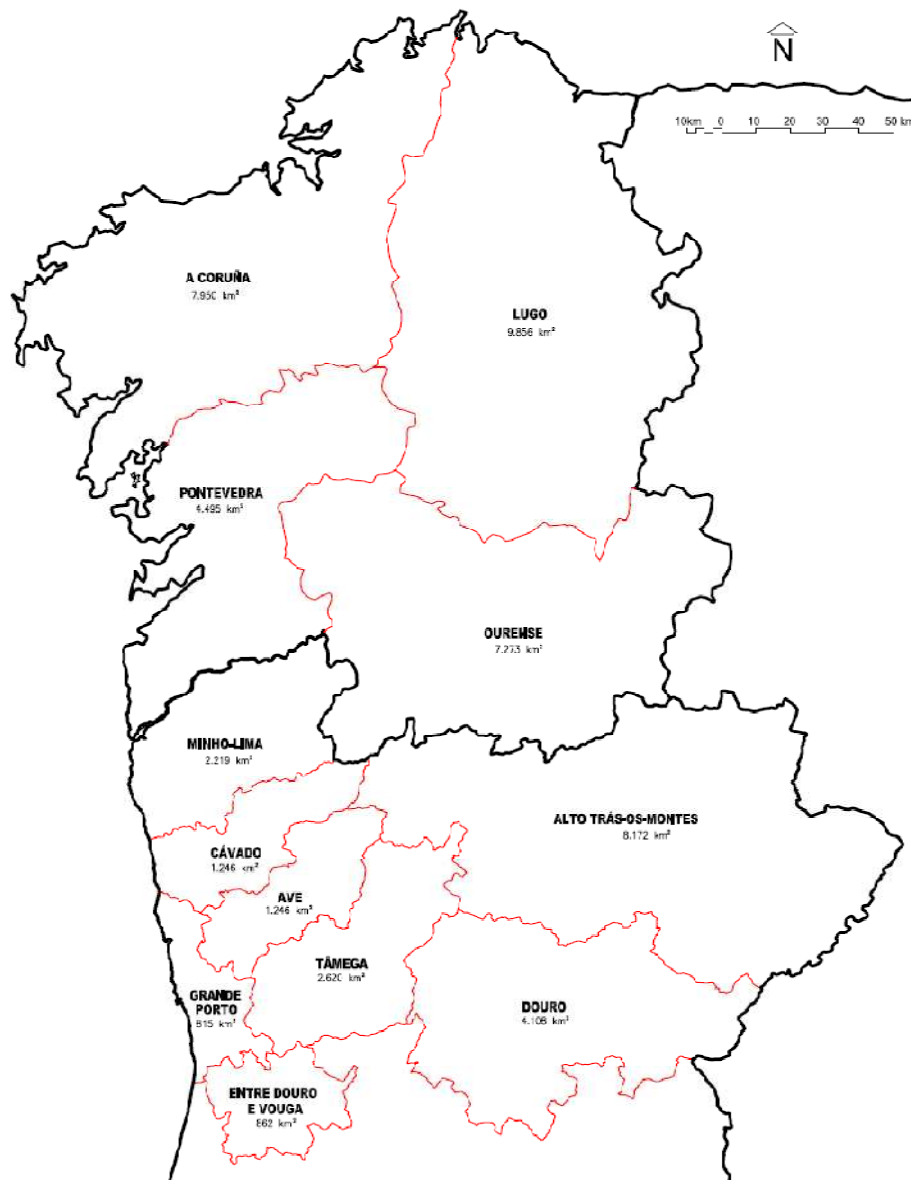 N
10km 0 10 20 30 40 50 km
A CORUÑA
7.950 km²
LUGO
9.856 km²
PONTEVEDRA
4.495 km²
OURENSE
7.273 km²
MINHO-LIMA
2.219 km²
ALTO TRÁS-OS-MONTES
8.172 km²
CÁVADO
1.246 km²
AVE
1.246 km²
TÂMEGA
2.620 km²
GRANDE
PORTO
815 km²
DOURO
4.108 km²
ENTRE DOURO
E VOUGA
862 km²